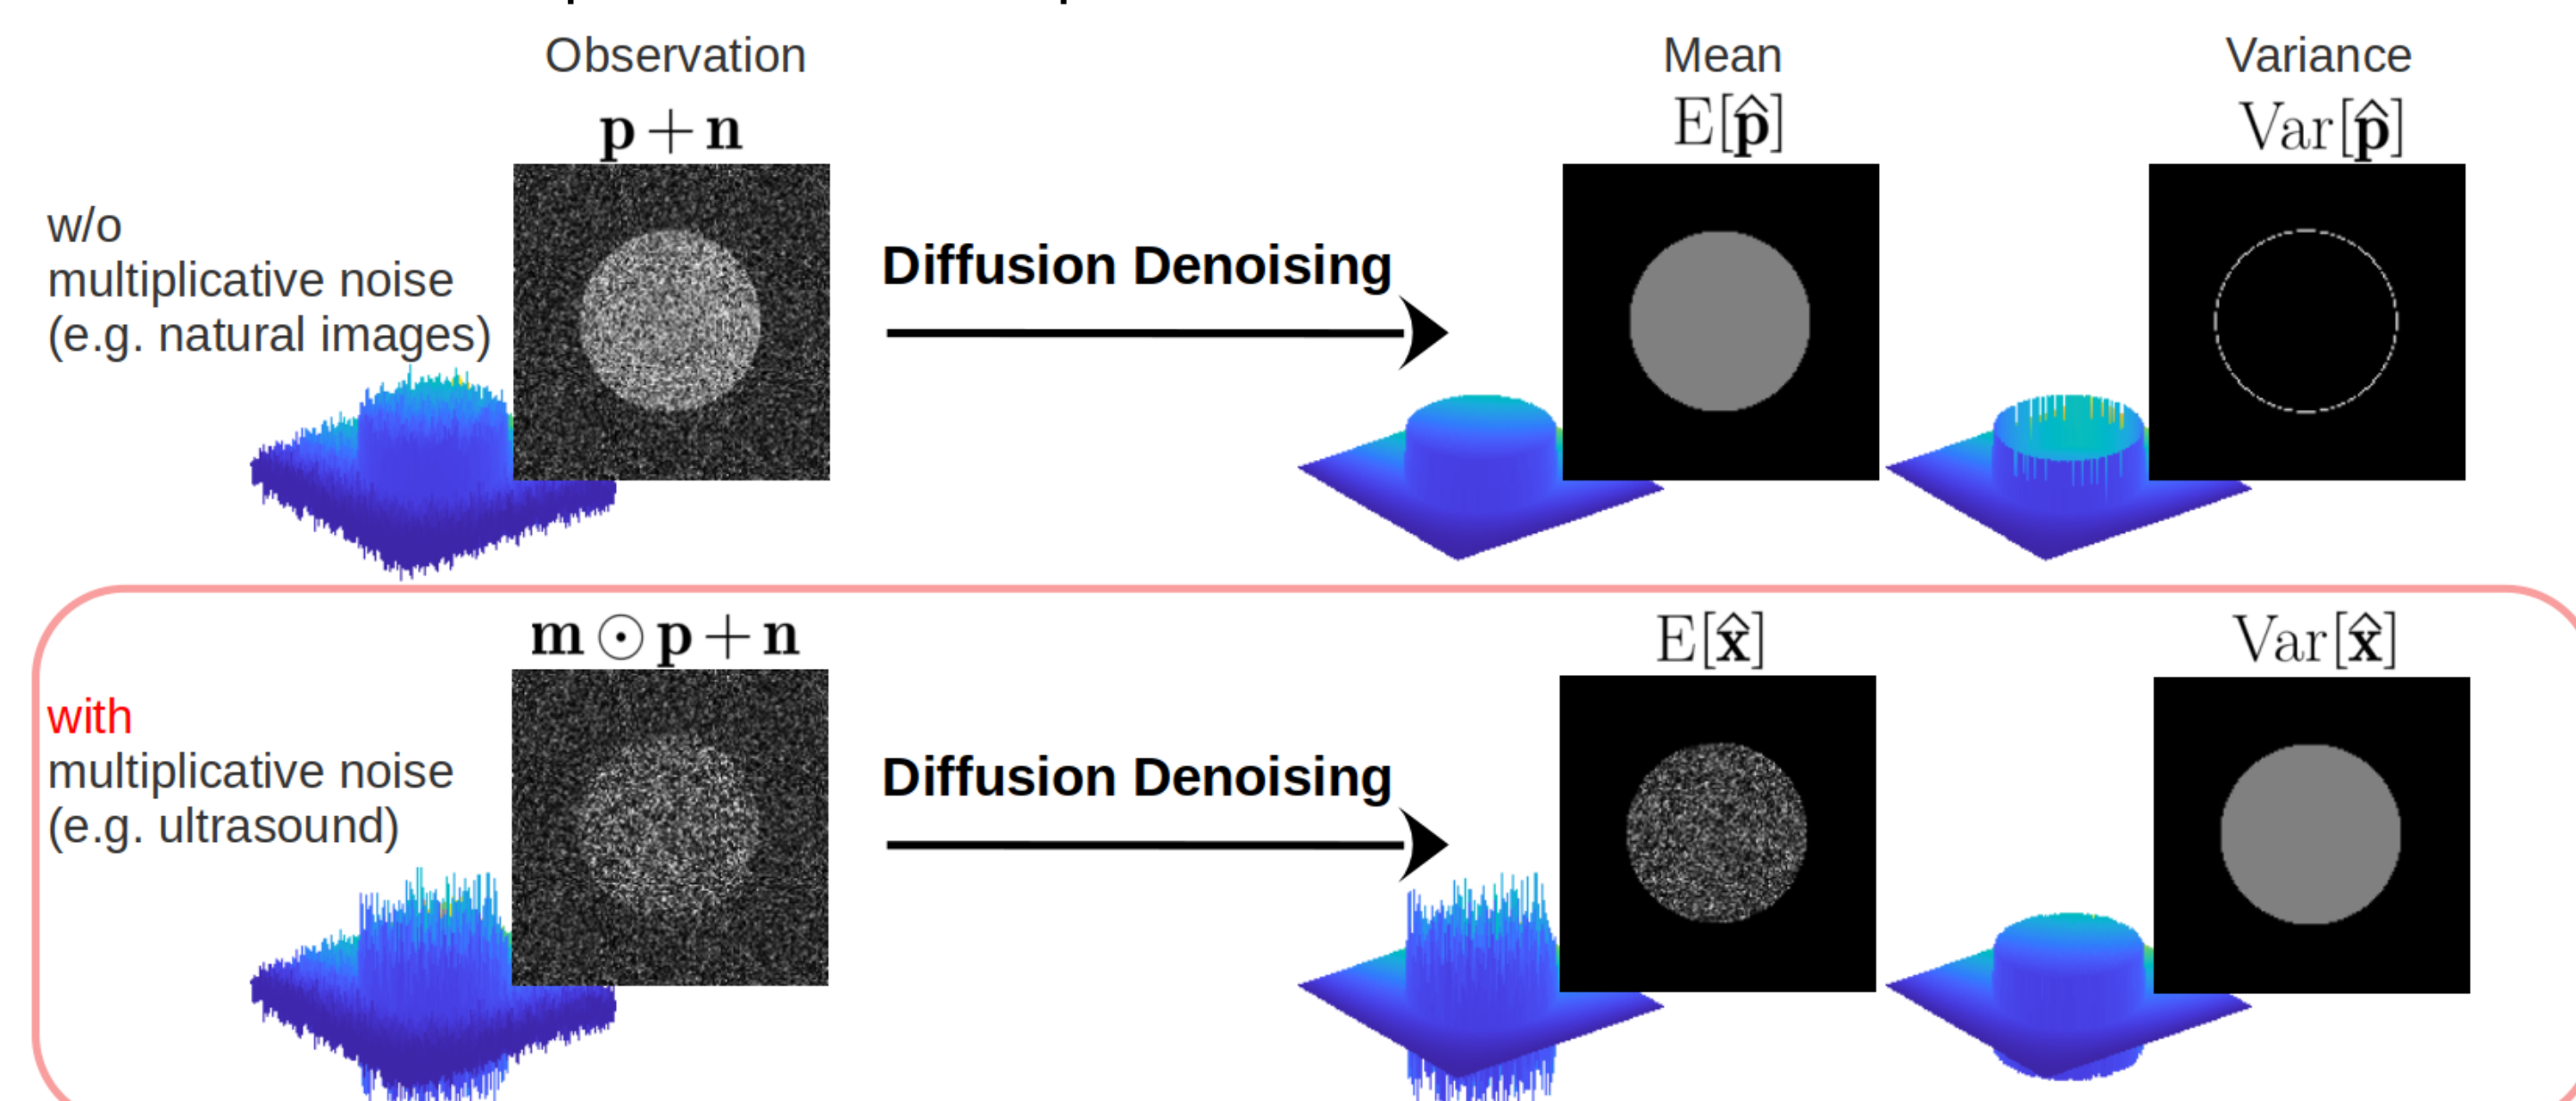 Observation
Mean
Variance
p + n
E[p̂]
Var[p̂]
w/o
multiplicative noise
(e.g. natural images)
Diffusion Denoising
m ⊙ p + n
E[x̂]
Var[x̂]
with
multiplicative noise
(e.g. ultrasound)
Diffusion Denoising